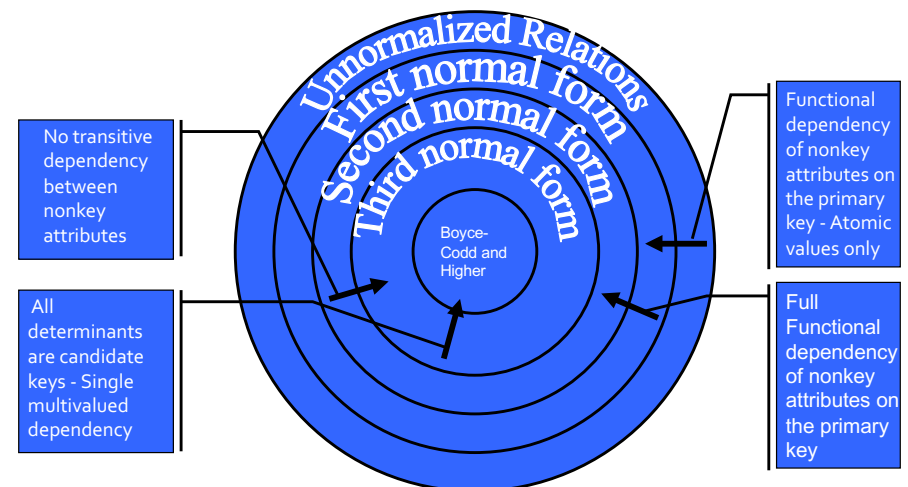 Unnormalized Relations
First normal form
Second normal form
Third normal form
Boyce-
Codd and
Higher
No transitive
dependency
between
nonkey
attributes
All
determinants
are candidate
keys - Single
multivalued
dependency
Functional
dependency
of nonkey
attributes on
the primary
key - Atomic
values only
Full
Functional
dependency
of nonkey
attributes on
the primary
key